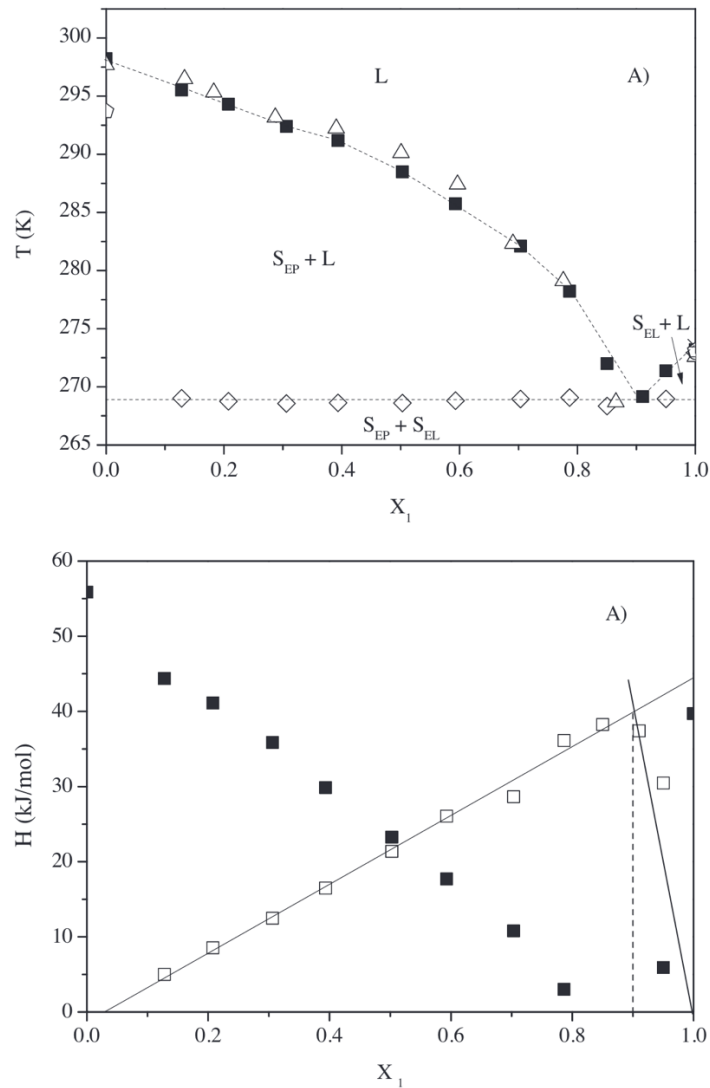 300
L
A)
295
290
285
T (K)
S_EP + L
280
275
S_EL + L
270
S_EP + S_EL
265
0.0 0.2 0.4 0.6 0.8 1.0
X_1
60
A)
50
40
H (kJ/mol)
30
20
10
0
0.0 0.2 0.4 0.6 0.8 1.0
X_1